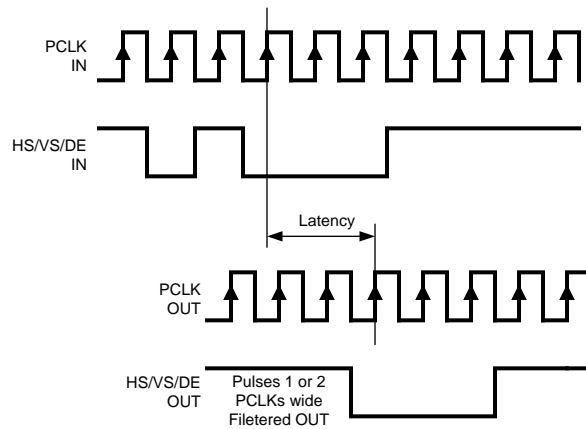 PCLK
IN
HS/VS/DE
IN
Latency
PCLK
OUT
HS/VS/DE
OUT
Pulses 1 or 2
PCLKs wide
Filetered OUT